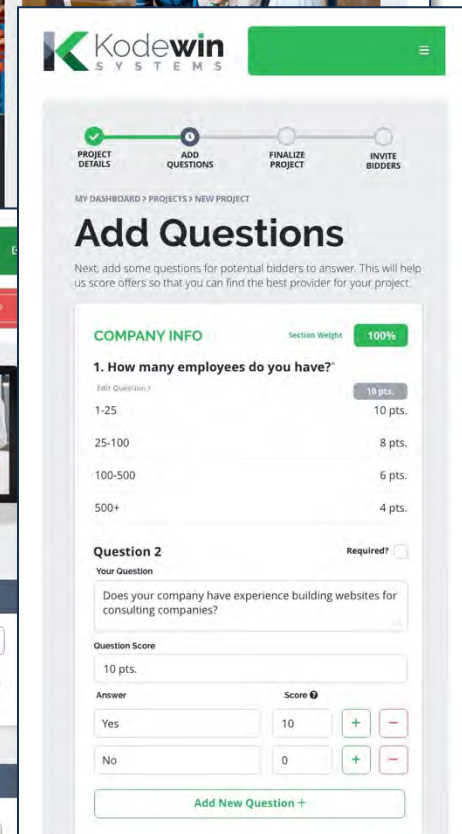 Kodewin
SYSTEMS
PROJECT DETAILS
ADD QUESTIONS
FINALIZE PROJECT
INVITE BIDDERS
MY DASHBOARD > PROJECTS > NEW PROJECT
Add Questions
Next, add some questions for potential bidders to answer. This will help
us score offers so that you can find the best provider for your project.
COMPANY INFO Section Weight 100%
1. How many employees do you have?*
Edit Question > 10 pts.
1-25 10 pts.
25-100 8 pts.
100-500 6 pts.
500+ 4 pts.
Question 2 Required?
Your Question
Does your company have experience building websites for
consulting companies?
Question Score
10 pts.
Answer Score ?
Yes 10 + −
No 0 + −
Add New Question +